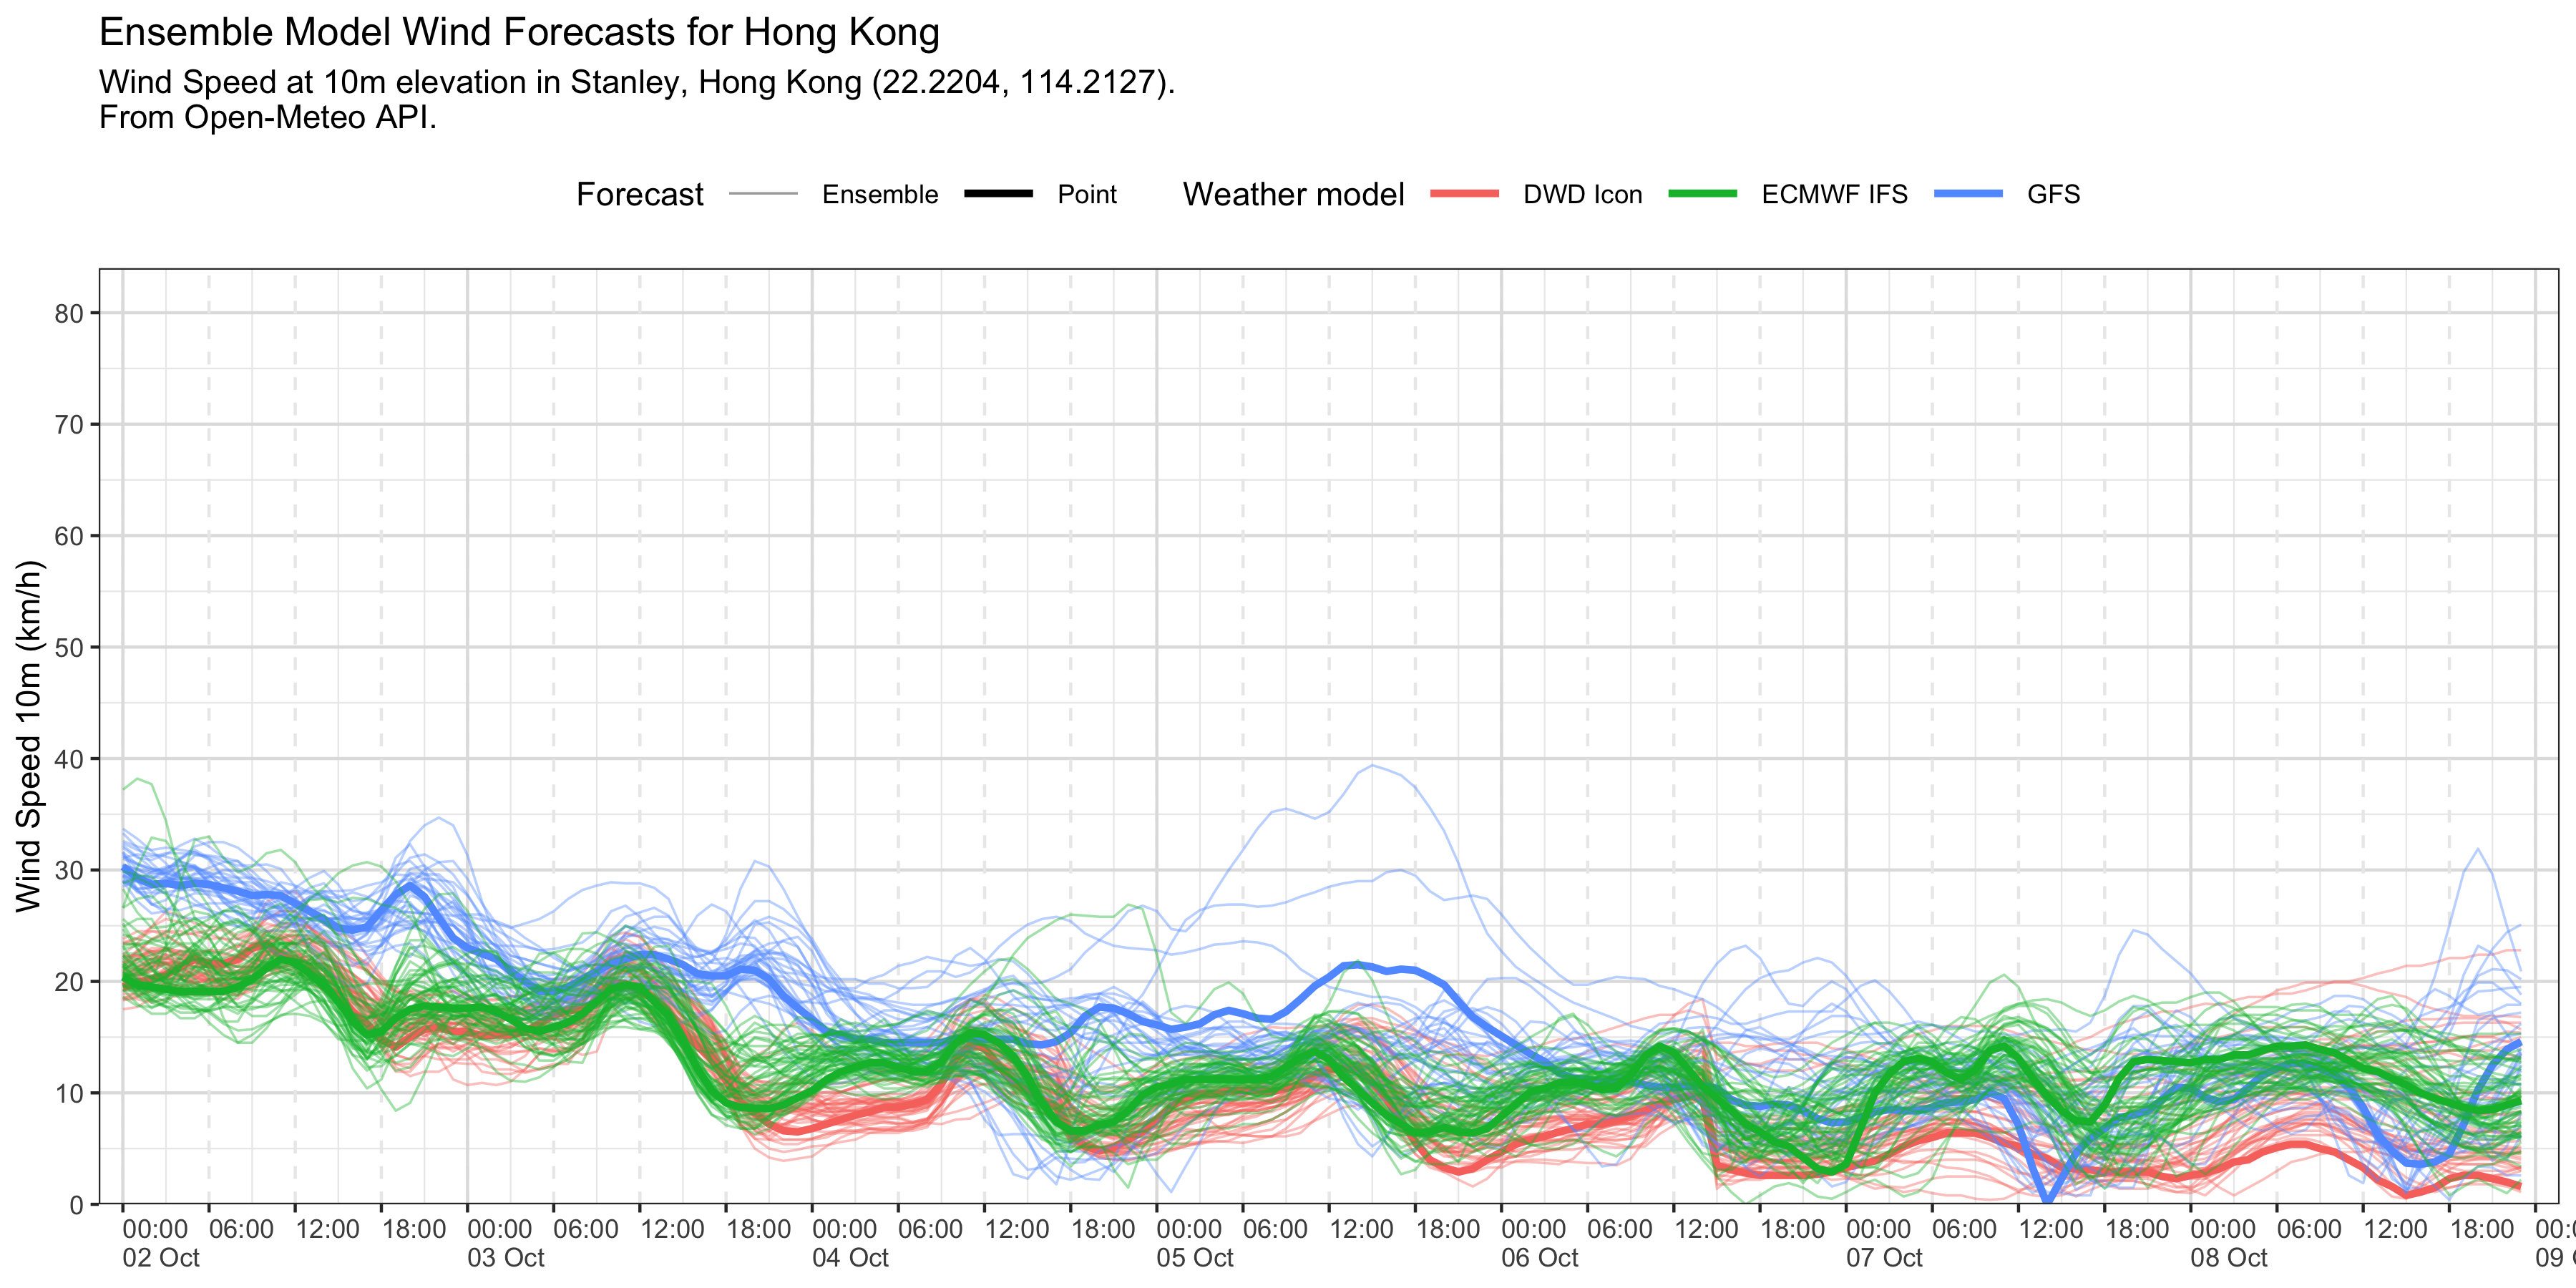 Ensemble Model Wind Forecasts for Hong Kong
Wind Speed at 10m elevation in Stanley, Hong Kong (22.2204, 114.2127).
From Open-Meteo API.
Forecast Ensemble Point Weather model DWD Icon ECMWF IFS GFS
Wind Speed 10m (km/h)
80
70
60
50
40
30
20
10
0
00:00 06:00 12:00 18:00 00:00 06:00 12:00 18:00 00:00 06:00 12:00 18:00 00:00 06:00 12:00 18:00 00:00 06:00 12:00 18:00 00:00 06:00 12:00 18:00 00:00 06:00 12:00 18:00 00:0
02 Oct 03 Oct 04 Oct 05 Oct 06 Oct 07 Oct 08 Oct 09